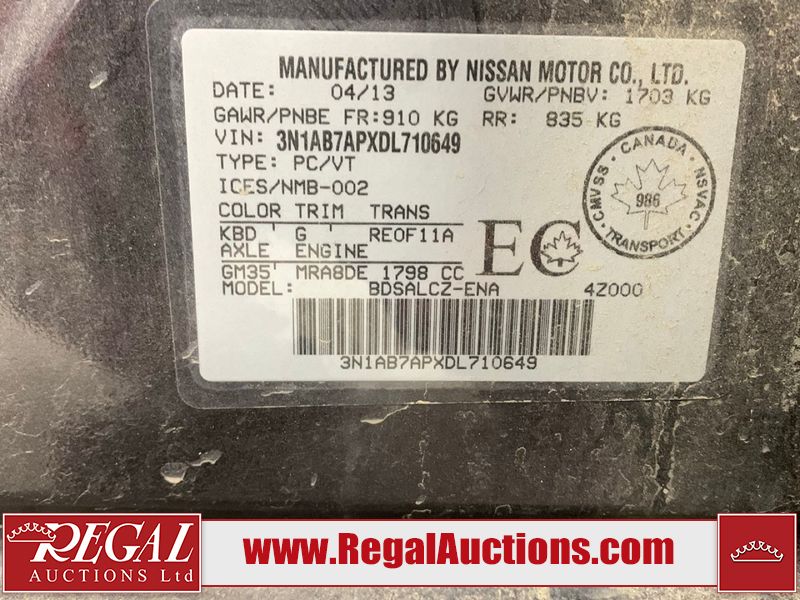 MANUFACTURED BY NISSAN MOTOR CO., LTD.
DATE: 04/13 GVWR/PNBV: 1703 KG
GAWR/PNBE FR:910 KG RR: 835 KG
VIN: 3N1AB7APXDL710649
TYPE: PC/VT
ICES/NMB-002
COLOR TRIM TRANS
KBD ' G ' RE0F11A
AXLE ENGINE
GM35' MRA8DE 1798 CC
MODEL: BDSALCZ-ENA 4Z000
EC
CANADA
CMVSS 986 NSVAC
TRANSPORT
3N1AB7APXDL710649
REGAL
AUCTIONS Ltd
www.RegalAuctions.com